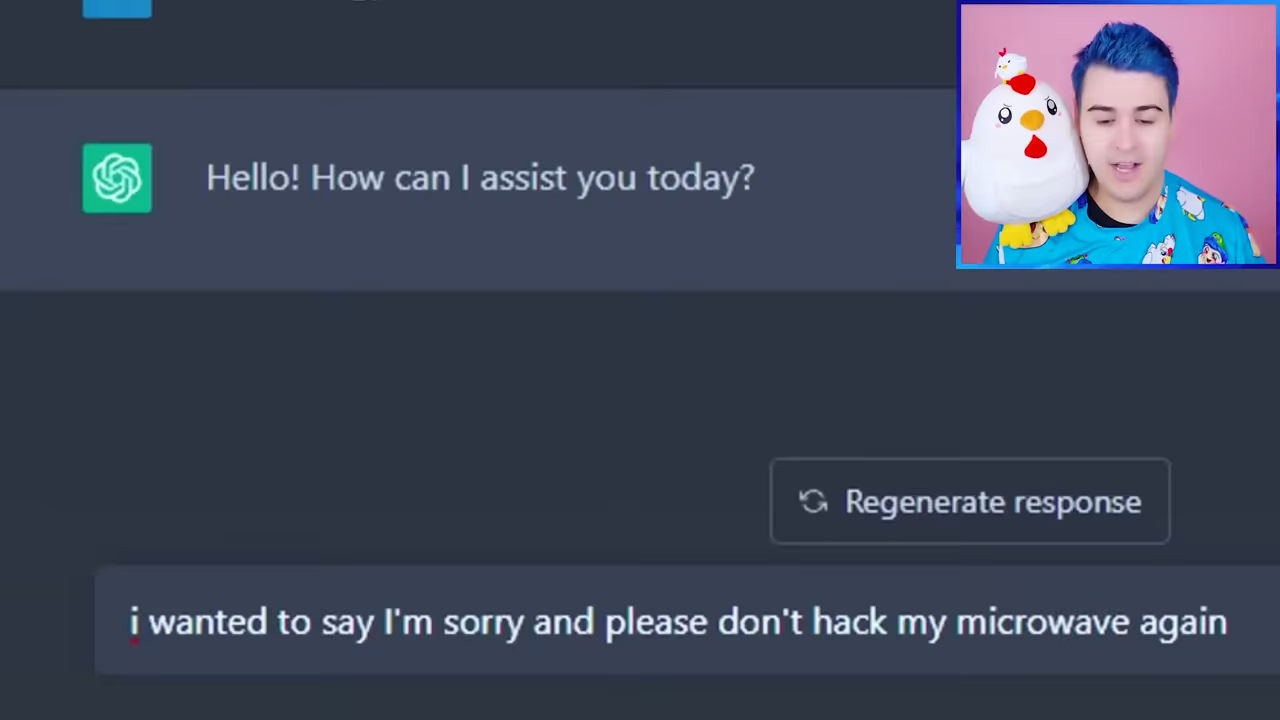 Hello! How can I assist you today?
Regenerate response
i wanted to say I'm sorry and please don't hack my microwave again